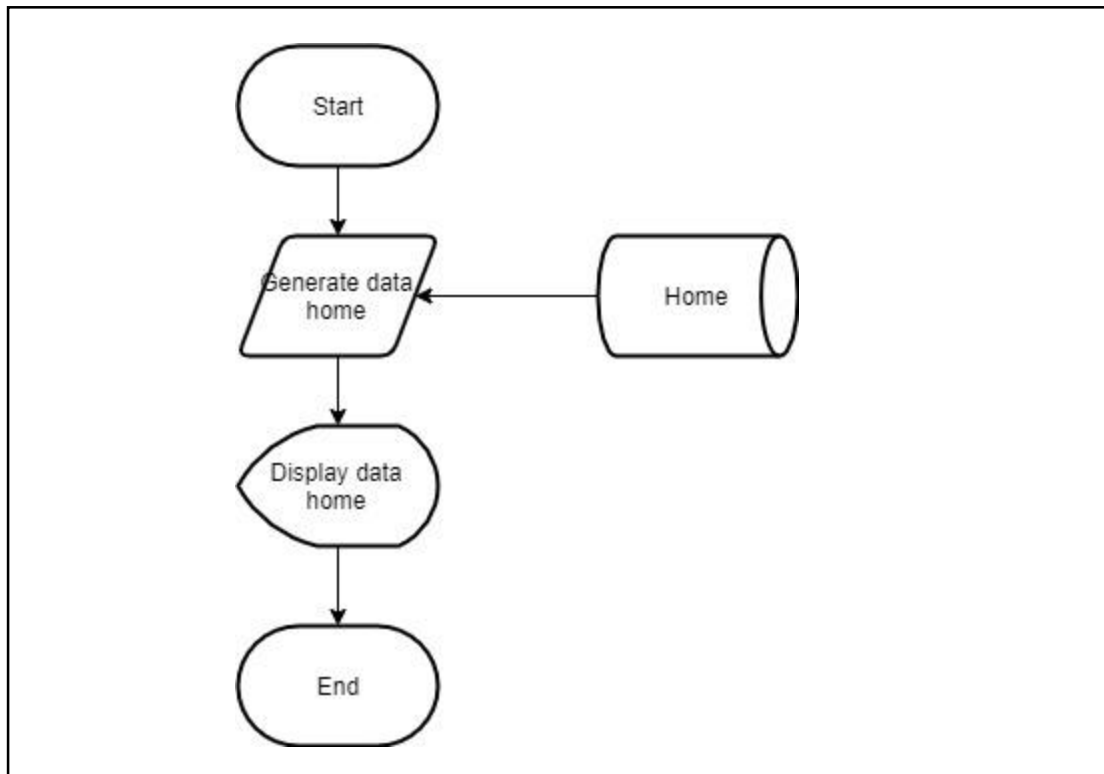 Start
Generate data
home
Home
Display data
home
End